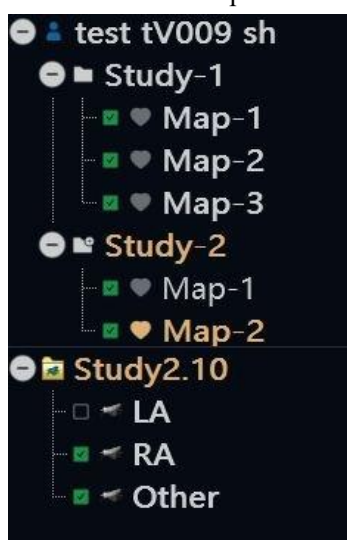 test tV009 sh
Study-1
Map-1
Map-2
Map-3
Study-2
Map-1
Map-2
Study2.10
LA
RA
Other